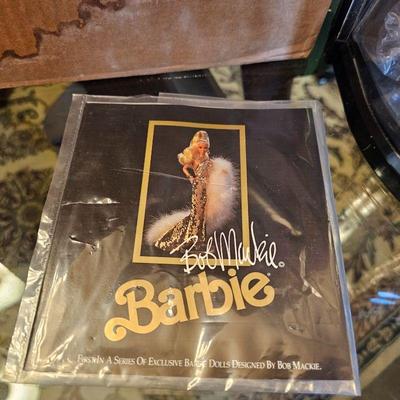 Bob Mackie
Barbie
FIRST IN A SERIES OF EXCLUSIVE BARBIE DOLLS DESIGNED BY BOB MACKIE.